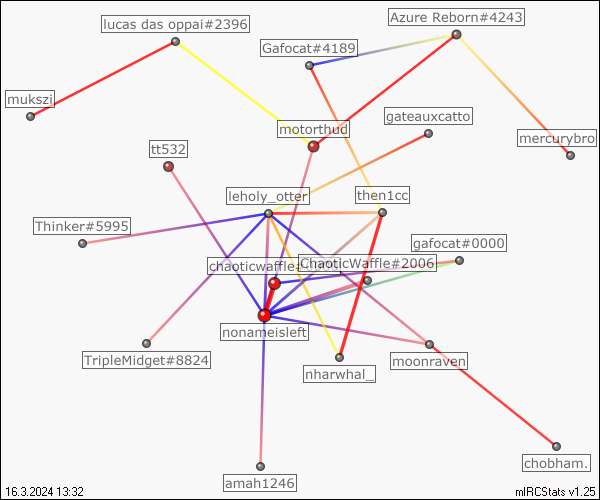 lucas das oppai#2396
Azure Reborn#4243
Gafocat#4189
mukszi
gateauxcatto
motorthud
mercurybro
tt532
leholy_otter
then1cc
Thinker#5995
gafocat#0000
chaoticwaffle
ChaoticWaffle#2006
nonameisleft
TripleMidget#8824
moonraven
nharwhal_
chobham.
amah1246
16.3.2024 13:32
mIRCStats v1.25